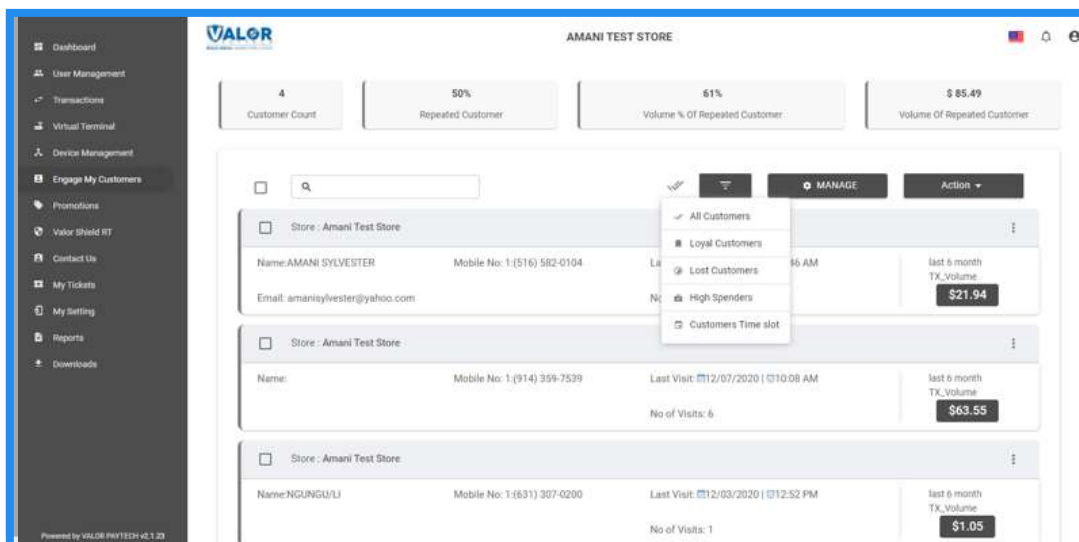 VALOR
AMANI TEST STORE
Dashboard
User Management
Transactions
Virtual Terminal
Device Management
Engage My Customers
Promotions
Valor Shield RT
Contact Us
My Tickets
My Setting
Reports
Downloads
Powered by VALOR PAYTECH v2.1.23
4
Customer Count
50%
Repeated Customer
61%
Volume % Of Repeated Customer
$ 85.49
Volume Of Repeated Customer
MANAGE
Action
All Customers
Loyal Customers
Lost Customers
High Spenders
Customers Time slot
Store : Amani Test Store
Name:AMANI SYLVESTER
Mobile No: 1:(516) 582-0104
La
46 AM
last 6 month
TX_Volume
$21.94
Email: amanisylvester@yahoo.com
No
Store : Amani Test Store
Name:
Mobile No: 1:(914) 359-7539
Last Visit: 12/07/2020 | 10:08 AM
last 6 month
TX_Volume
$63.55
No of Visits: 6
Store : Amani Test Store
Name:NGUNGU/LI
Mobile No: 1:(631) 307-0200
Last Visit: 12/03/2020 | 12:52 PM
last 6 month
TX_Volume
$1.05
No of Visits: 1